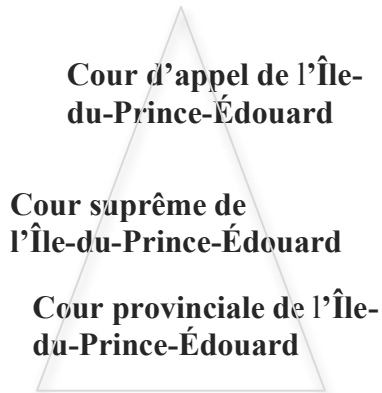 Cour d’appel de l’Île-
du-Prince-Édouard
Cour suprême de
l’Île-du-Prince-Édouard
Cour provinciale de l’Île-
du-Prince-Édouard